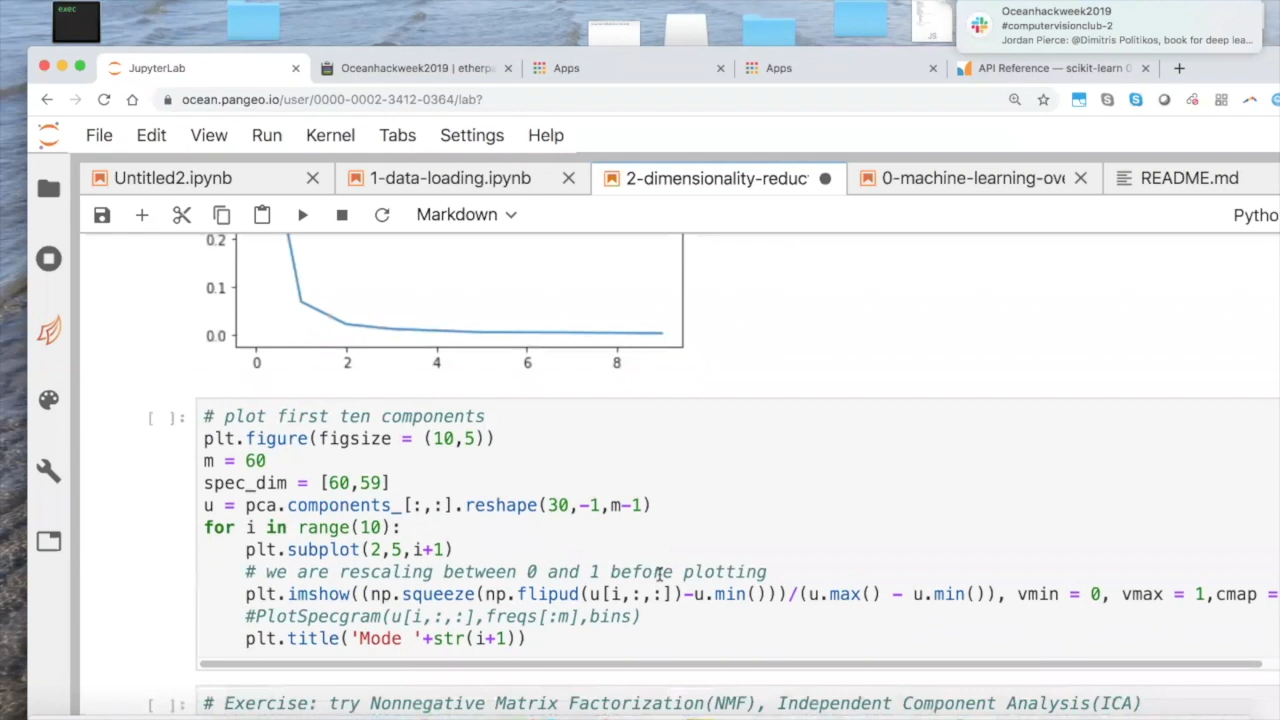 exec
JS
Oceanhackweek2019
#computervisionclub-2
Jordan Pierce: @Dimitris Politikos, book for deep lea...
JupyterLab
Oceanhackweek2019 | etherpa
Apps
Apps
API Reference — scikit-learn 0
ocean.pangeo.io/user/0000-0002-3412-0364/lab?
File Edit View Run Kernel Tabs Settings Help
Untitled2.ipynb
1-data-loading.ipynb
2-dimensionality-reduc
0-machine-learning-ove
README.md
Markdown
Pytho
0.2
0.1
0.0
0 2 4 6 8
[ ]:
# plot first ten components
plt.figure(figsize = (10,5))
m = 60
spec_dim = [60,59]
u = pca.components_[:,:].reshape(30,-1,m-1)
for i in range(10):
    plt.subplot(2,5,i+1)
    # we are rescaling between 0 and 1 before plotting
    plt.imshow((np.squeeze(np.flipud(u[i,:,:])-u.min()))/(u.max() - u.min()), vmin = 0, vmax = 1,cmap =
    #PlotSpecgram(u[i,:,:],freqs[:m],bins)
    plt.title('Mode '+str(i+1))
[ ]:
# Exercise: try Nonnegative Matrix Factorization(NMF), Independent Component Analysis(ICA)